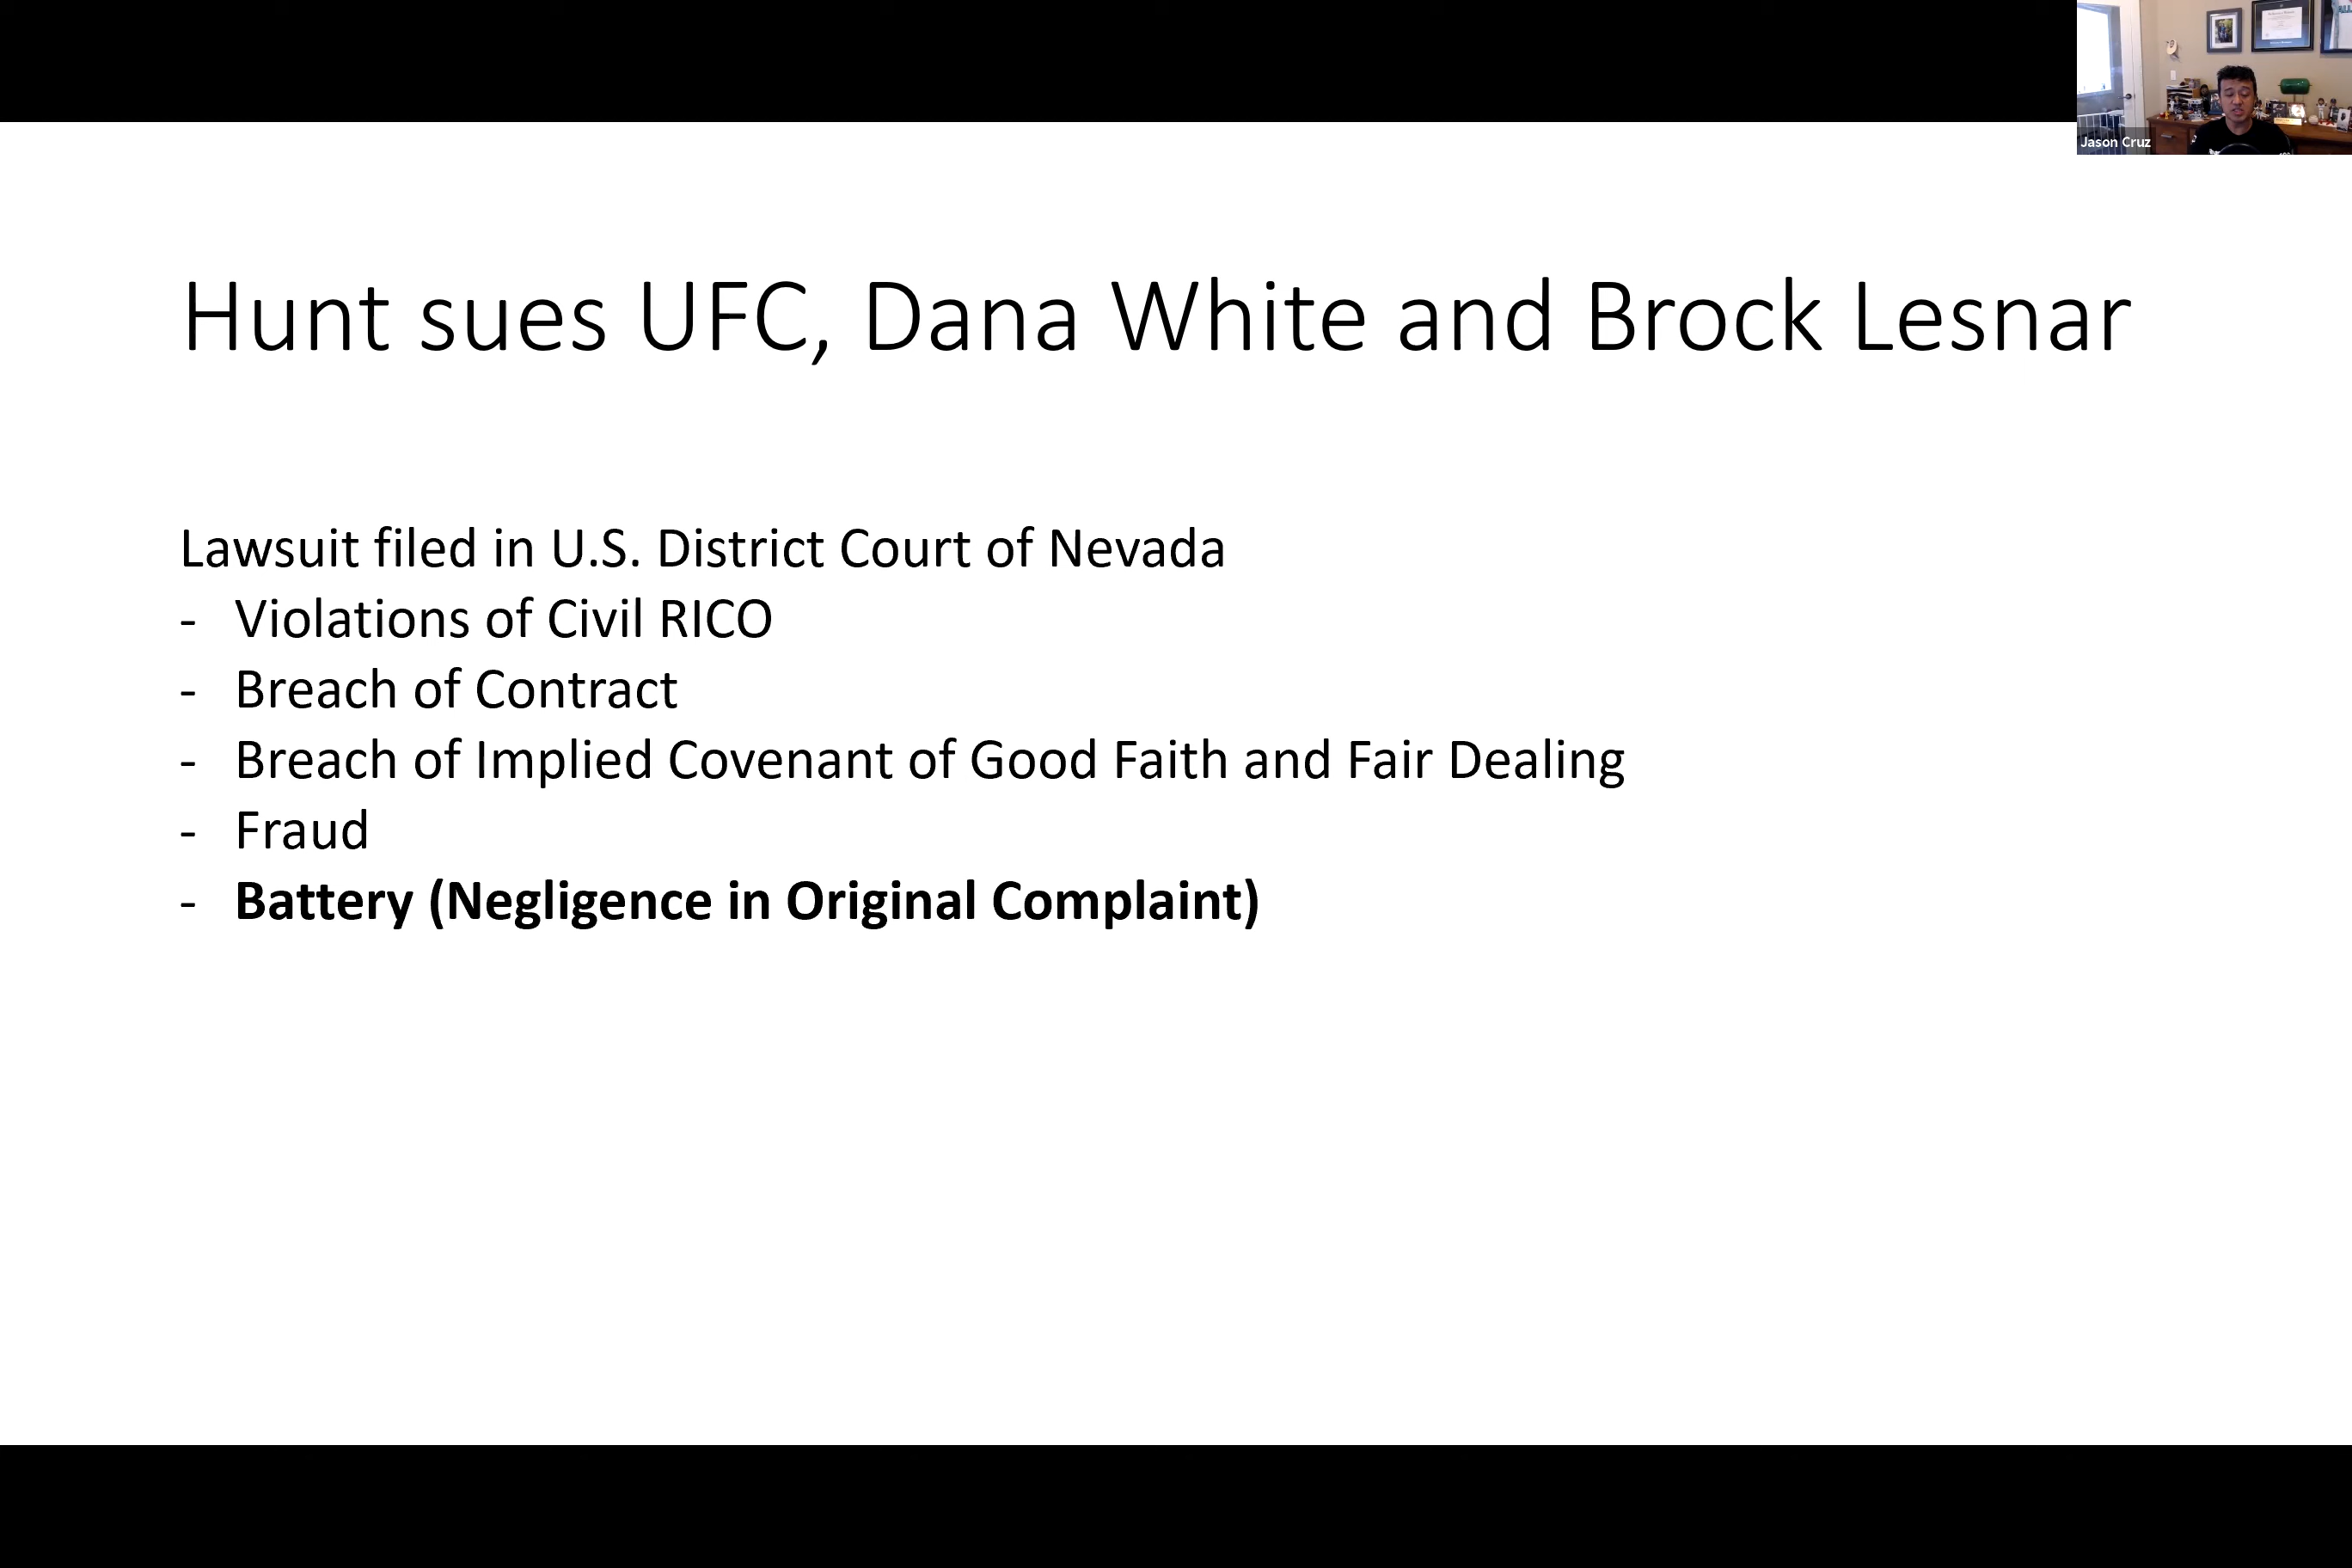 Jason Cruz
Hunt sues UFC, Dana White and Brock Lesnar
Lawsuit filed in U.S. District Court of Nevada
- Violations of Civil RICO
- Breach of Contract
- Breach of Implied Covenant of Good Faith and Fair Dealing
- Fraud
- Battery (Negligence in Original Complaint)